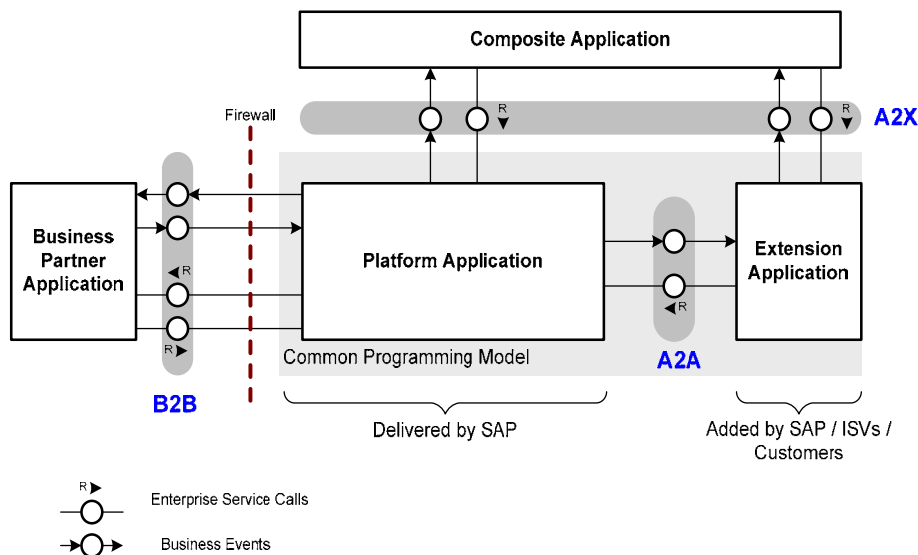 Composite Application
R
R
A2X
Firewall
Business
Partner
Application
Platform Application
Extension
Application
R
R
R
Common Programming Model
A2A
B2B
Delivered by SAP
Added by SAP / ISVs /
Customers
R
Enterprise Service Calls
Business Events